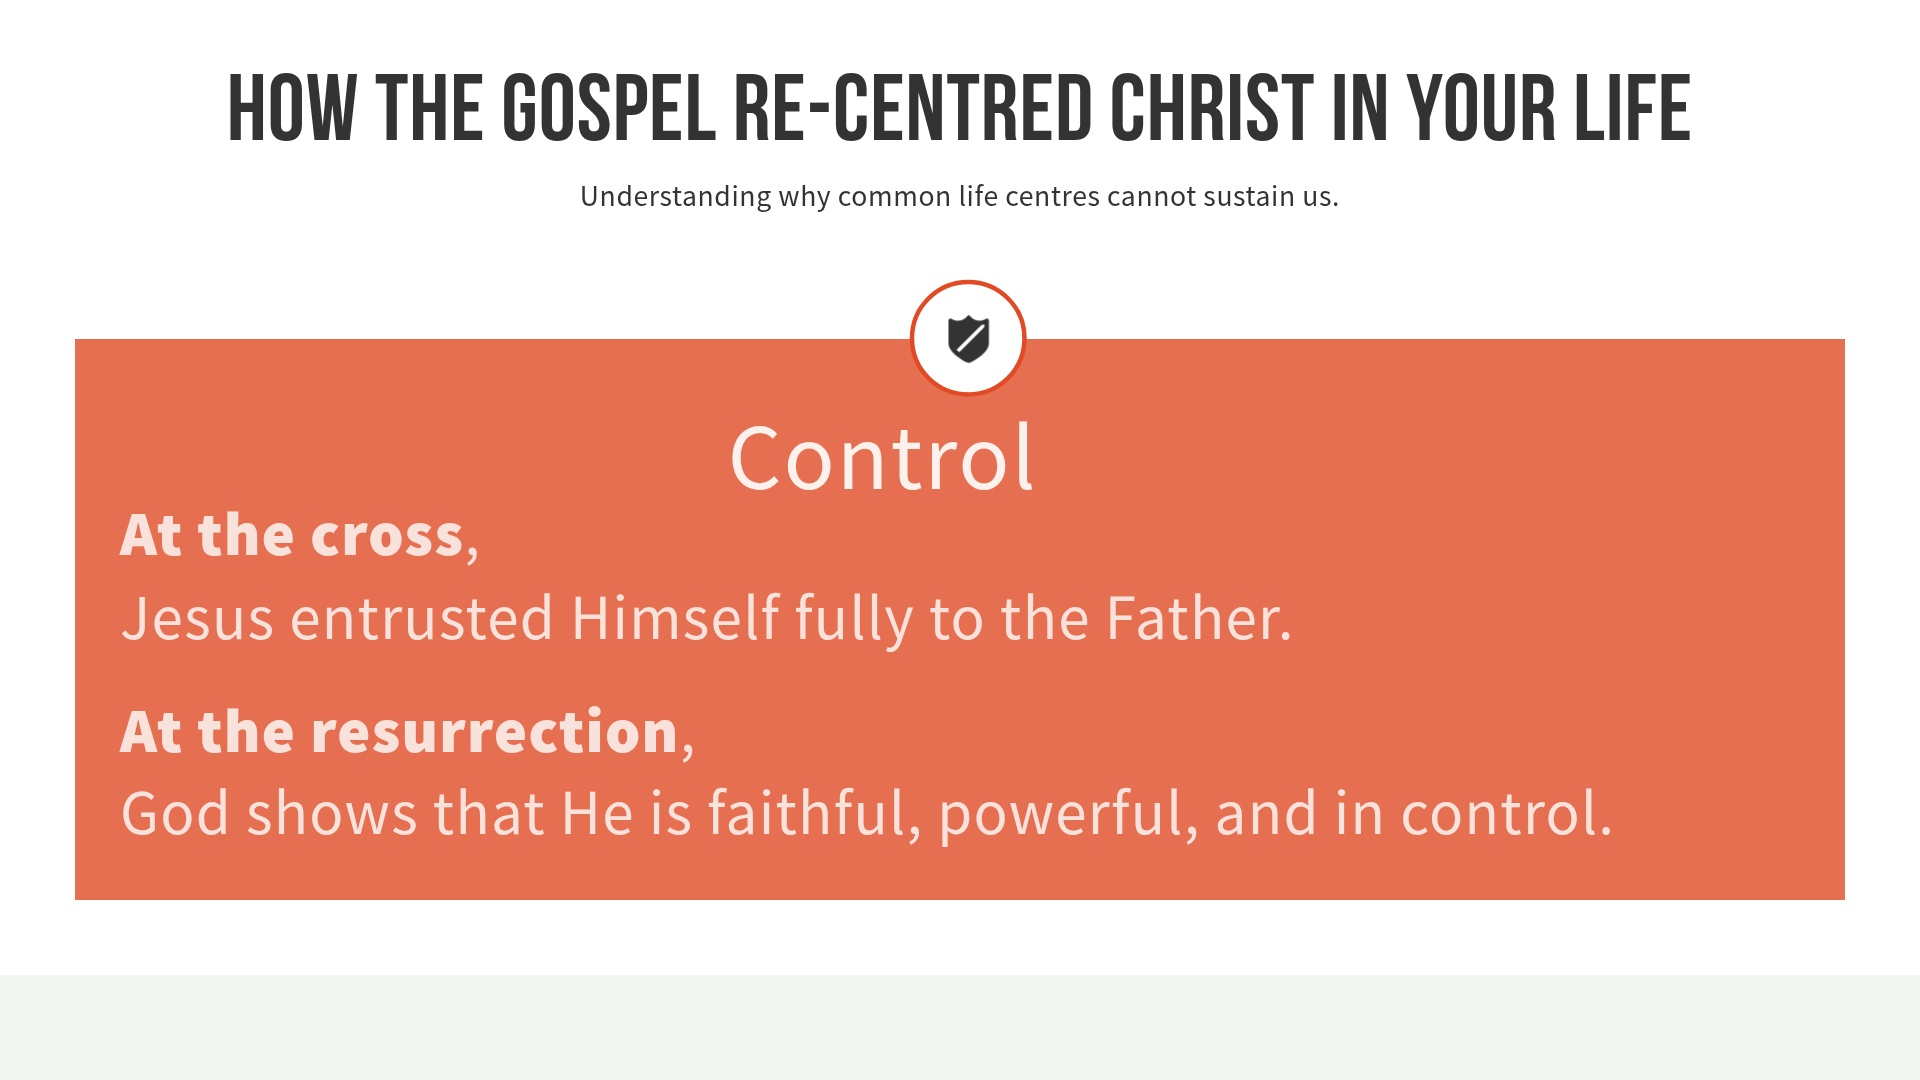 HOW THE GOSPEL RE-CENTRED CHRIST IN YOUR LIFE
Understanding why common life centres cannot sustain us.
Control
At the cross,
Jesus entrusted Himself fully to the Father.
At the resurrection,
God shows that He is faithful, powerful, and in control.